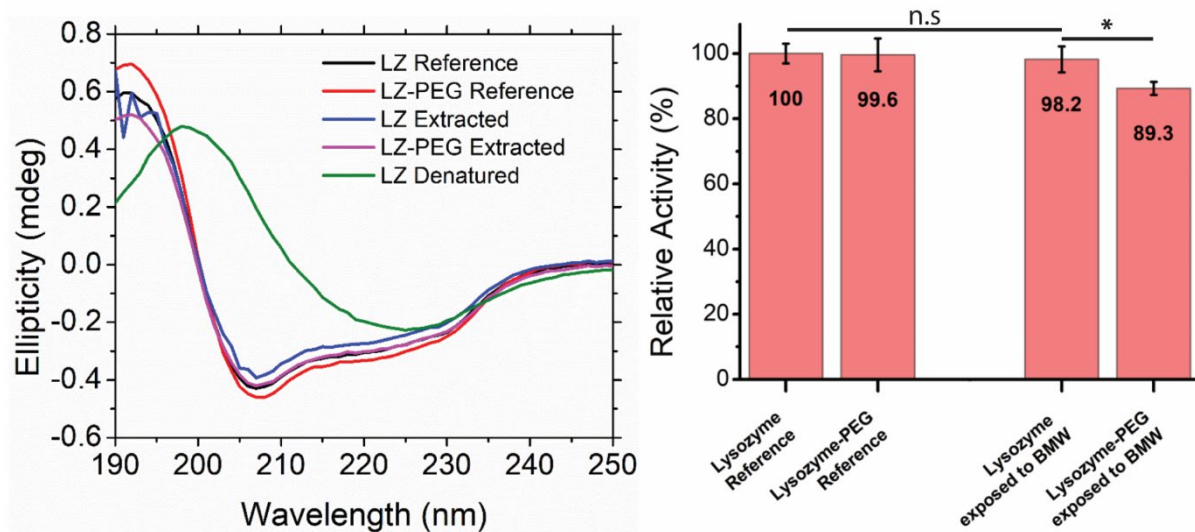 0.8
0.6
0.4
0.2
0.0
-0.2
-0.4
-0.6
Ellipticity (mdeg)
LZ Reference
LZ-PEG Reference
LZ Extracted
LZ-PEG Extracted
LZ Denatured
190 200 210 220 230 240 250
Wavelength (nm)
n.s
*
100
80
60
40
20
0
Relative Activity (%)
100
99.6
98.2
89.3
Lysozyme
Reference
Lysozyme-PEG
Reference
Lysozyme
exposed to BMW
Lysozyme-PEG
exposed to BMW